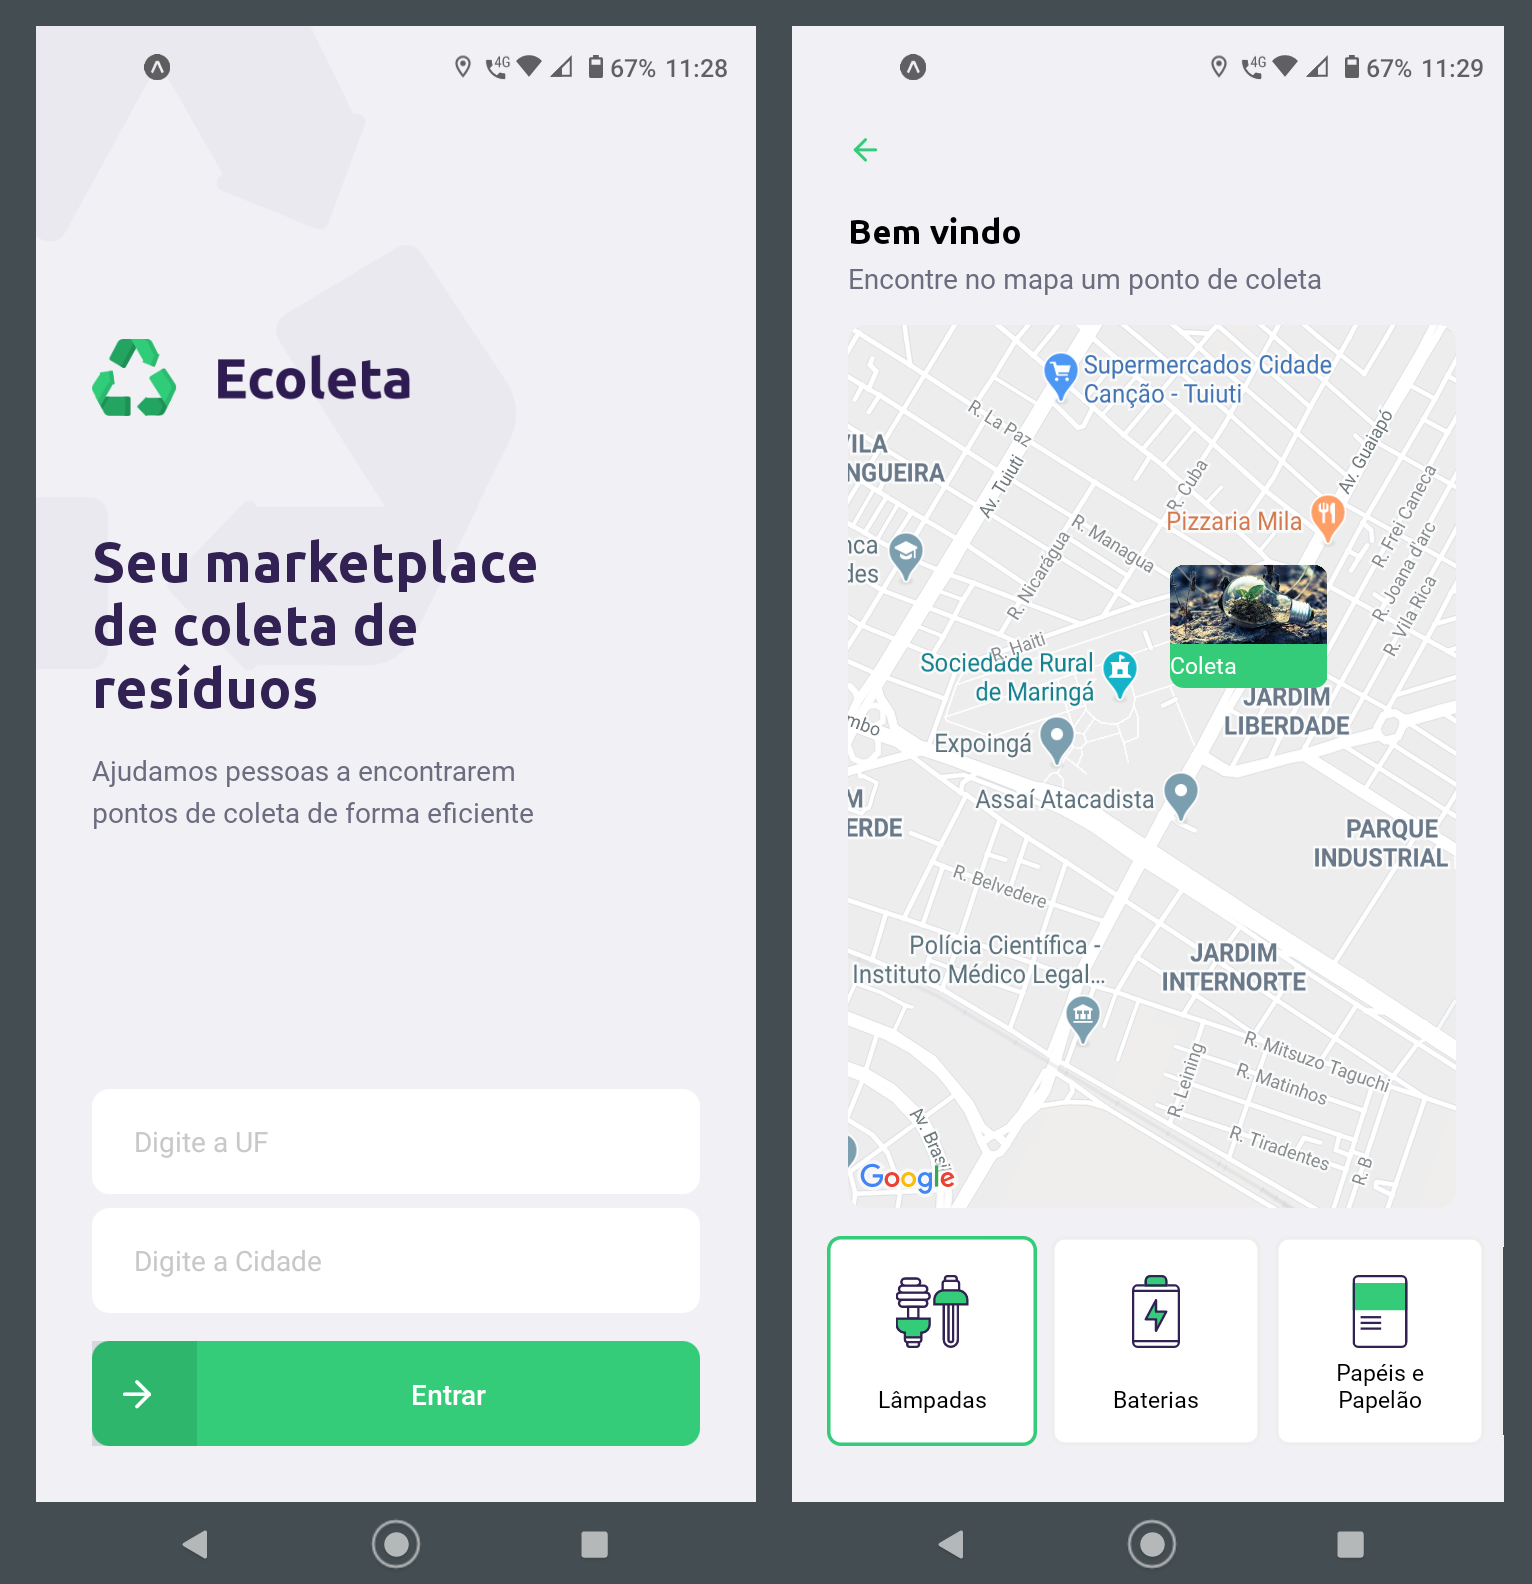 4G 67% 11:28
Ecoleta
Seu marketplace
de coleta de
resíduos
Ajudamos pessoas a encontrarem
pontos de coleta de forma eficiente
Digite a UF
Digite a Cidade
Entrar
4G 67% 11:29
Bem vindo
Encontre no mapa um ponto de coleta
Supermercados Cidade
Canção - Tuiuti
R. La Paz
Av. Guaiapó
VILA
NGUEIRA
Av. Tuiuti
R. Cuba
R. Frei Caneca
Pizzaria Mila
R. Managua
nca
des
R. Nicarágua
R. Joana d'arc
R. Vila Rica
R. Haiti
Coleta
Sociedade Rural
de Maringá
JARDIM
LIBERDADE
mbo
Expoingá
Assaí Atacadista
M
ERDE
PARQUE
INDUSTRIAL
R. Belvedere
Polícia Científica -
Instituto Médico Legal...
JARDIM
INTERNORTE
R. Mitsuzo Taguchi
R. Leining
R. Matinhos
Av. Brasil
R. Tiradentes
R. B
Google
Lâmpadas
Baterias
Papéis e
Papelão